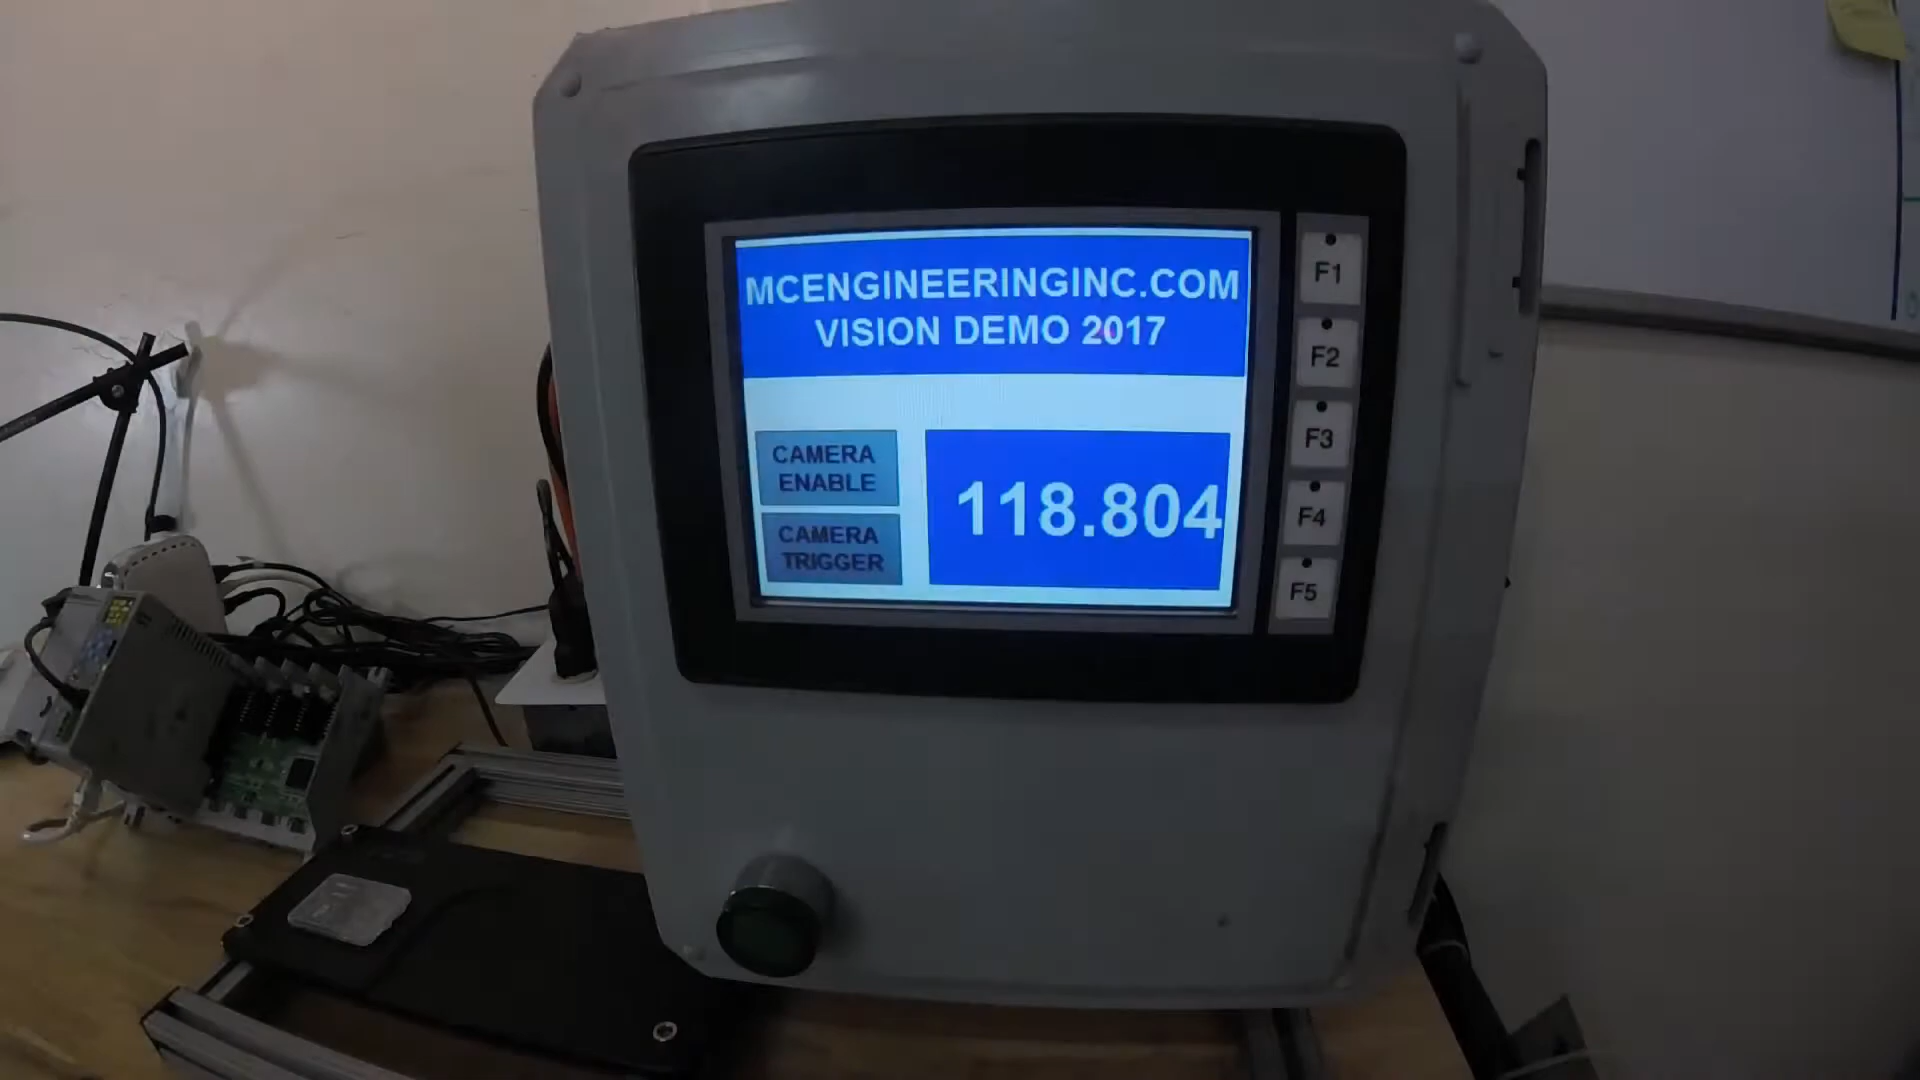 MCENGINEERINGINC.COM
VISION DEMO 2017
CAMERA
ENABLE
CAMERA
TRIGGER
118.804
F1
F2
F3
F4
F5